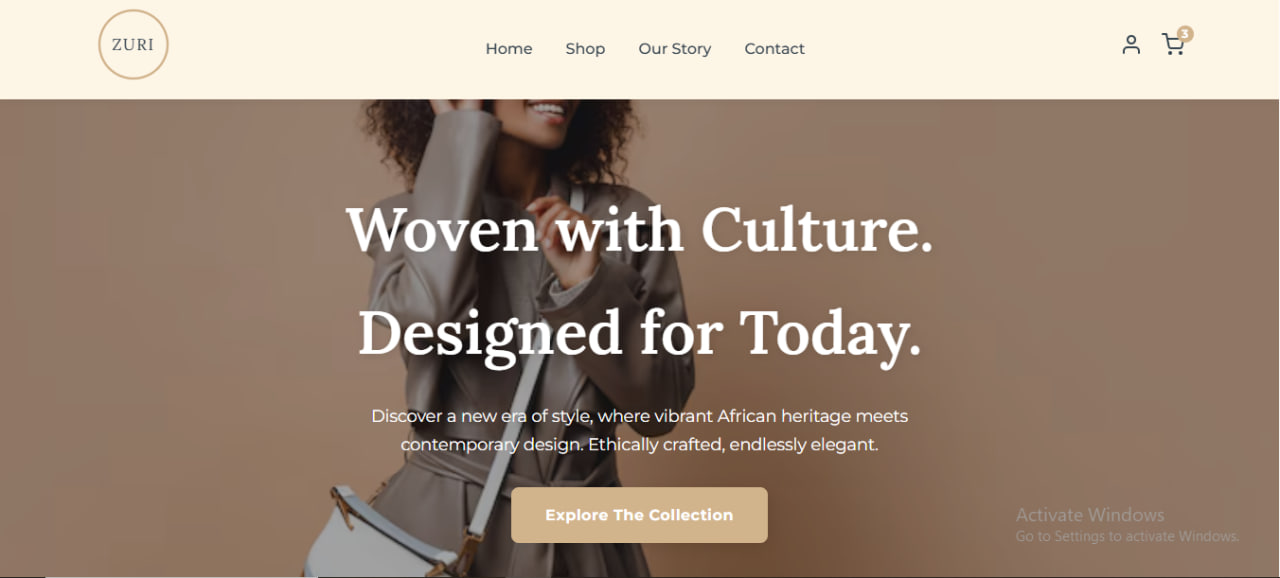 ZURI
Home Shop Our Story Contact
3
Woven with Culture.
Designed for Today.
Discover a new era of style, where vibrant African heritage meets
contemporary design. Ethically crafted, endlessly elegant.
Explore The Collection
Activate Windows
Go to Settings to activate Windows.